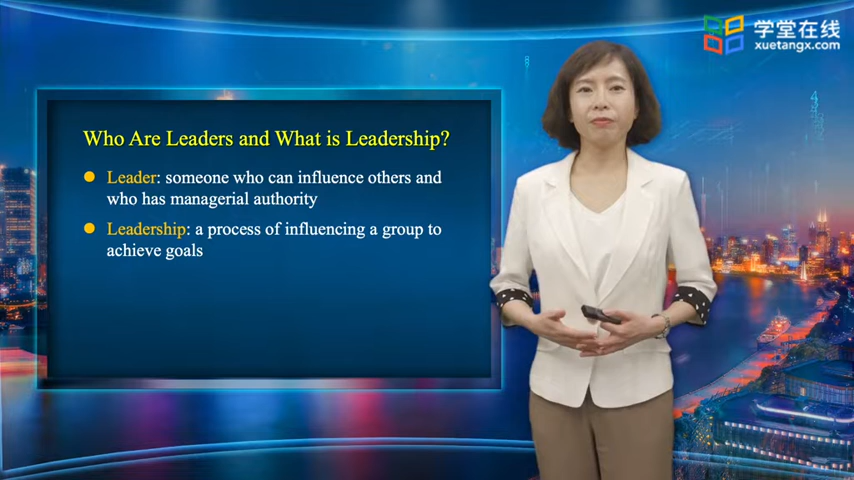 学堂在线
xuetangx.com
Who Are Leaders and What is Leadership?
Leader: someone who can influence others and
who has managerial authority
Leadership: a process of influencing a group to
achieve goals